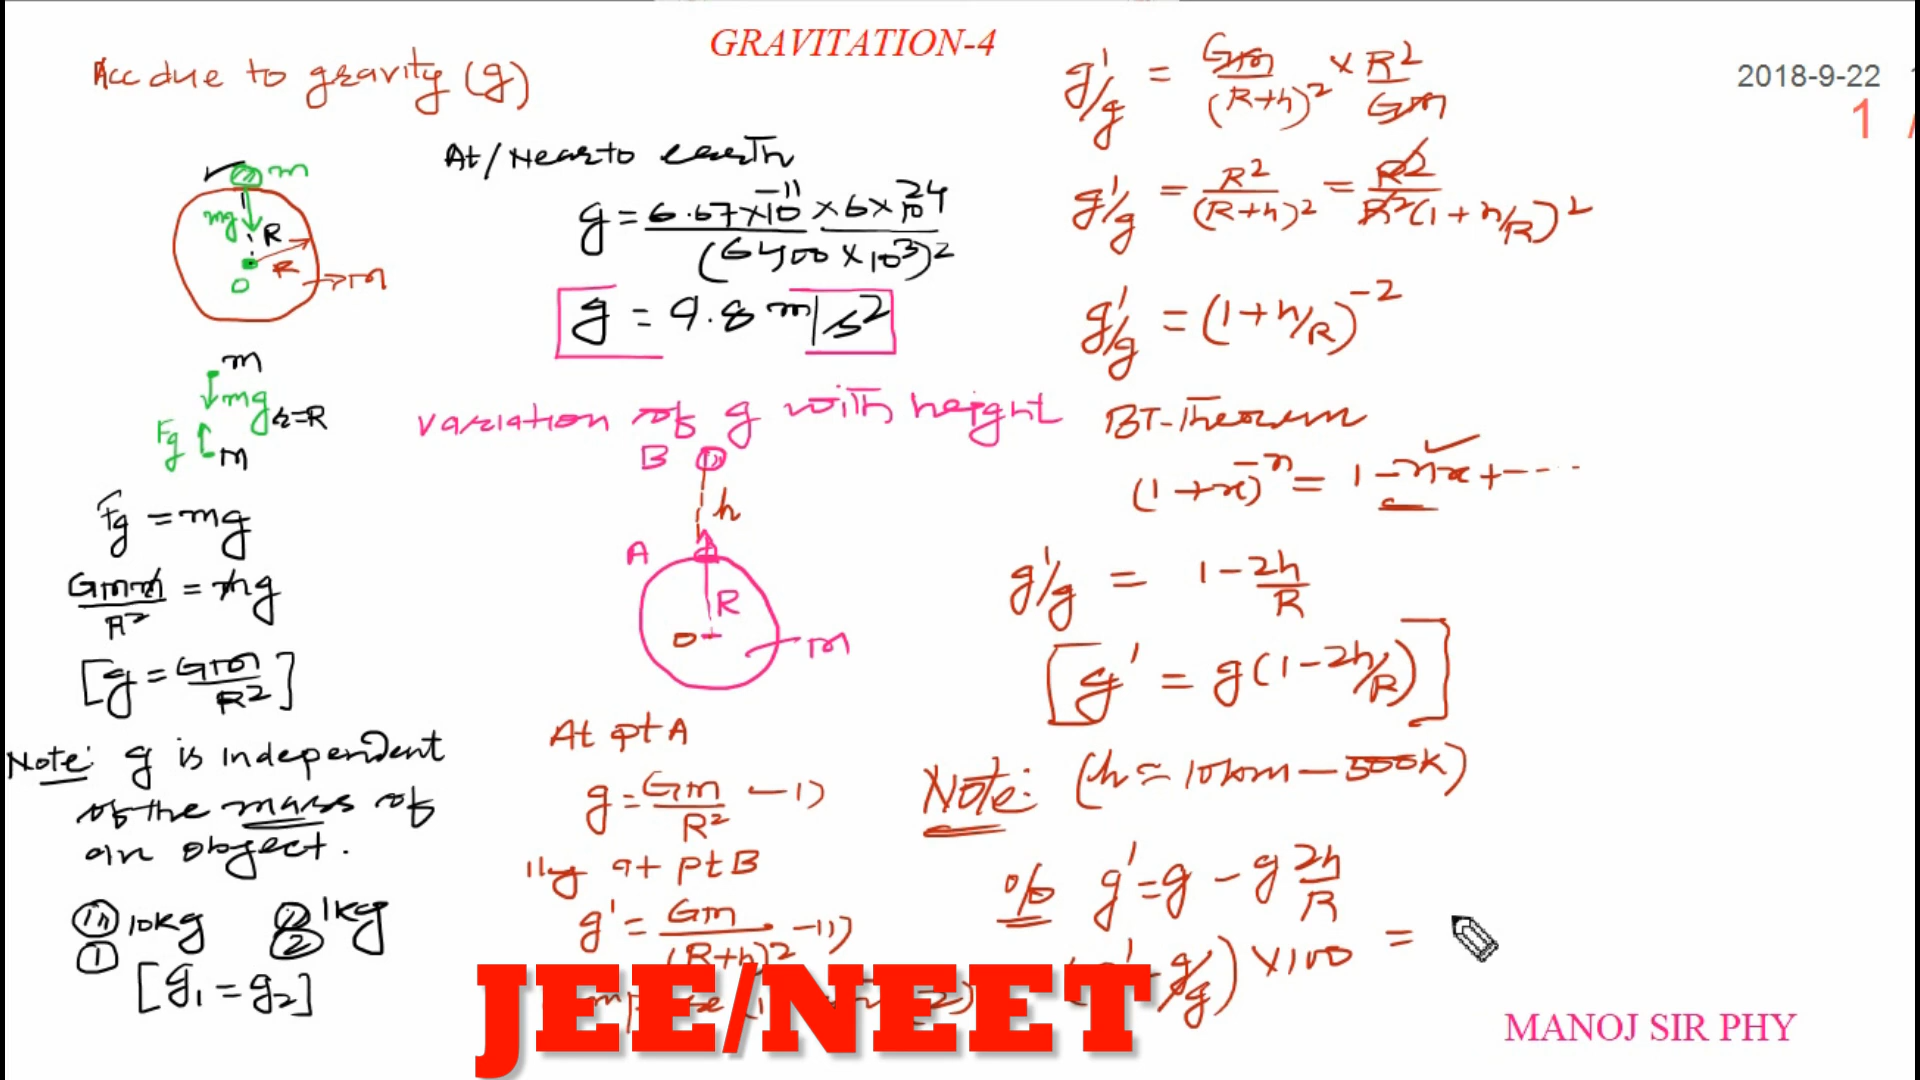 GRAVITATION-4
2018-9-22
1 /
Acc due to gravity (g)
m
mg
R
R
O
m
m
mg
r=R
Fg
m
Fg = mg
Gmm/R² = mg
[g = Gm/R²]
Note: g is independent
of the mass of
an object.
10kg 1kg
1 2
[g₁ = g₂]
At/Near to earth
g = 6.67×10⁻¹¹ × 6×10²⁴ / (6400×10³)²
g = 9.8 m/s²
variation of g with height
B
h
A
R
O
m
At pt A
g = Gm/R² —1)
lly at pt B
g' = Gm/(R+h)² —11)
g'/g = Gm/(R+h)² × R²/Gm
g'/g = R²/(R+h)² = R²/R²(1+h/R)²
g'/g = (1+h/R)⁻²
BT-Theorem
(1+x)⁻ⁿ = 1-nx+----
g'/g = 1-2h/R
[g' = g(1-2h/R)]
Note: (h = 10km - 500k)
% g' = g - g 2h/R
×100 =
JEE/NEET
MANOJ SIR PHY